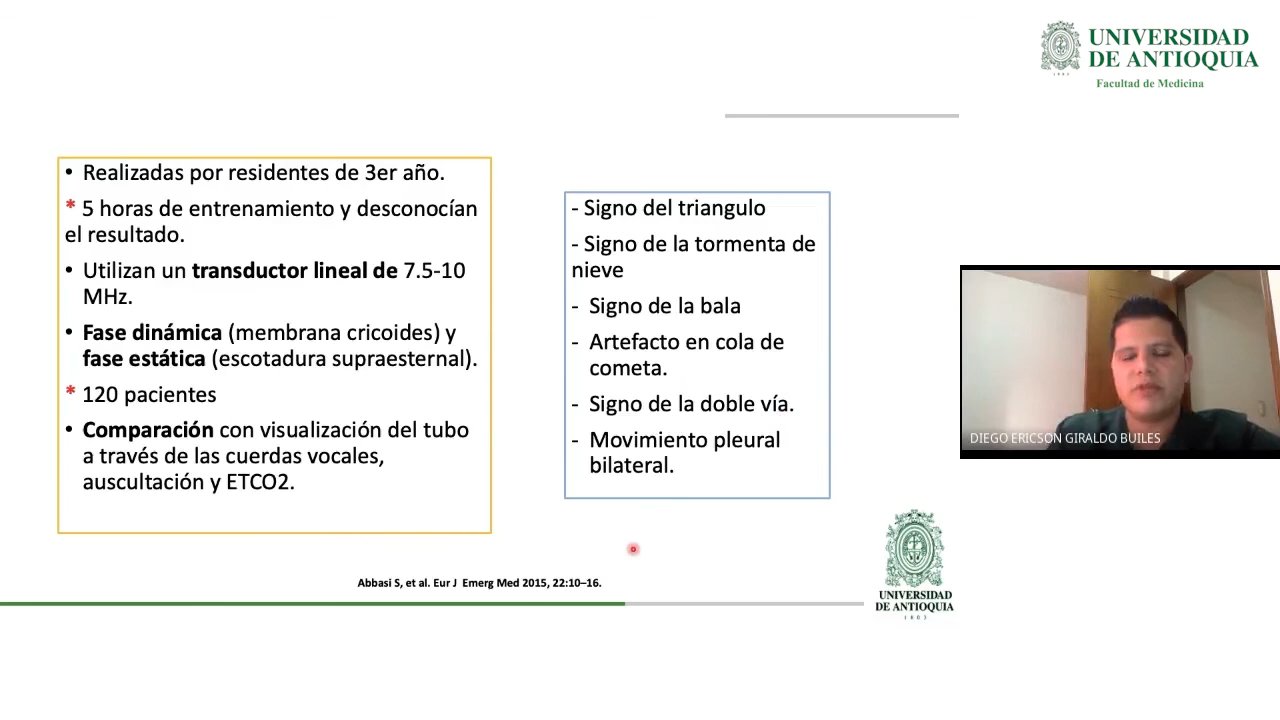 UNIVERSIDAD
DE ANTIOQUIA
1803
Facultad de Medicina
• Realizadas por residentes de 3er año.
* 5 horas de entrenamiento y desconocían
el resultado.
• Utilizan un transductor lineal de 7.5-10
MHz.
• Fase dinámica (membrana cricoides) y
fase estática (escotadura supraesternal).
* 120 pacientes
• Comparación con visualización del tubo
a través de las cuerdas vocales,
auscultación y ETCO2.
- Signo del triangulo
- Signo de la tormenta de
nieve
- Signo de la bala
- Artefacto en cola de
cometa.
- Signo de la doble vía.
- Movimiento pleural
bilateral.
DIEGO ERICSON GIRALDO BUILES
Abbasi S, et al. Eur J Emerg Med 2015, 22:10–16.
UNIVERSIDAD
DE ANTIOQUIA
1803